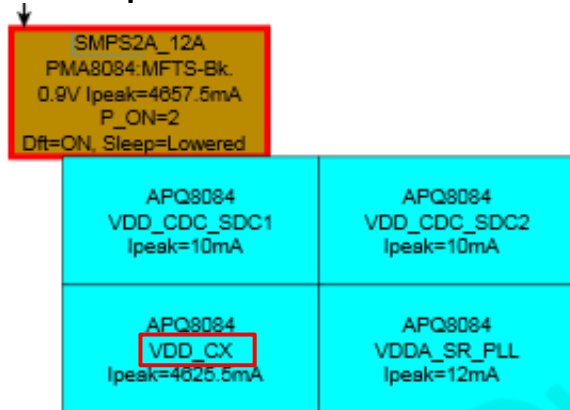 SMPS2A_12A
PMA8084:MFTS-Bk.
0.9V Ipeak=4657.5mA
P_ON=2
Dft=ON, Sleep=Lowered
APQ8084
VDD_CDC_SDC1
Ipeak=10mA
APQ8084
VDD_CDC_SDC2
Ipeak=10mA
APQ8084
VDD_CX
Ipeak=4625.5mA
APQ8084
VDDA_SR_PLL
Ipeak=12mA